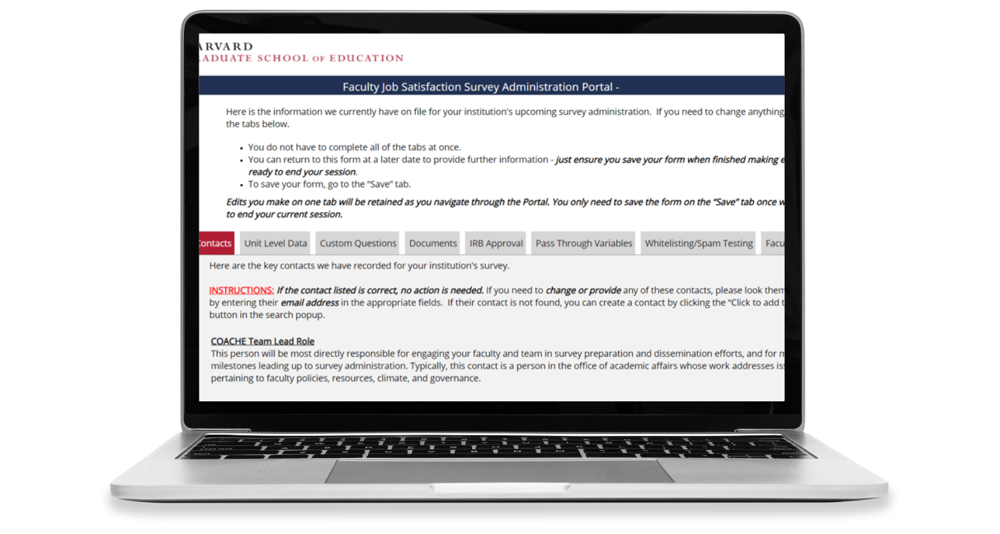 ARVARD
ADUATE SCHOOL OF EDUCATION
Faculty Job Satisfaction Survey Administration Portal -
Here is the information we currently have on file for your institution's upcoming survey administration. If you need to change anything
the tabs below.
• You do not have to complete all of the tabs at once.
• You can return to this form at a later date to provide further information - just ensure you save your form when finished making e
ready to end your session.
• To save your form, go to the “Save” tab.
Edits you make on one tab will be retained as you navigate through the Portal. You only need to save the form on the “Save” tab once w
to end your current session.
Contacts Unit Level Data Custom Questions Documents IRB Approval Pass Through Variables Whitelisting/Spam Testing Facu
Here are the key contacts we have recorded for your institution's survey.
INSTRUCTIONS: If the contact listed is correct, no action is needed. If you need to change or provide any of these contacts, please look them
by entering their email address in the appropriate fields. If their contact is not found, you can create a contact by clicking the “Click to add t
button in the search popup.
COACHE Team Lead Role
This person will be most directly responsible for engaging your faculty and team in survey preparation and dissemination efforts, and for m
milestones leading up to survey administration. Typically, this contact is a person in the office of academic affairs whose work addresses is
pertaining to faculty policies, resources, climate, and governance.